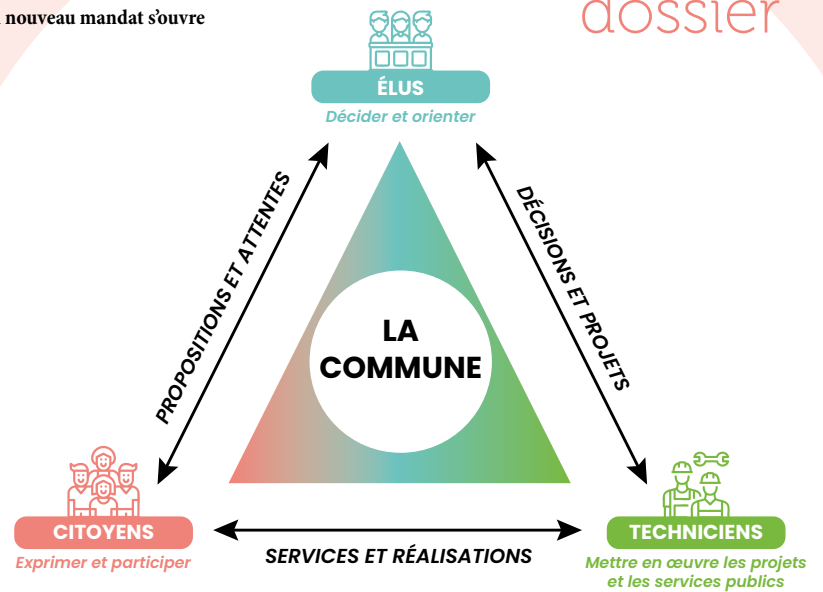 nouveau mandat s'ouvre
dossier
ÉLUS
Décider et orienter
PROPOSITIONS ET ATTENTES
DÉCISIONS ET PROJETS
LA
COMMUNE
CITOYENS
Exprimer et participer
SERVICES ET RÉALISATIONS
TECHNICIENS
Mettre en œuvre les projets
et les services publics